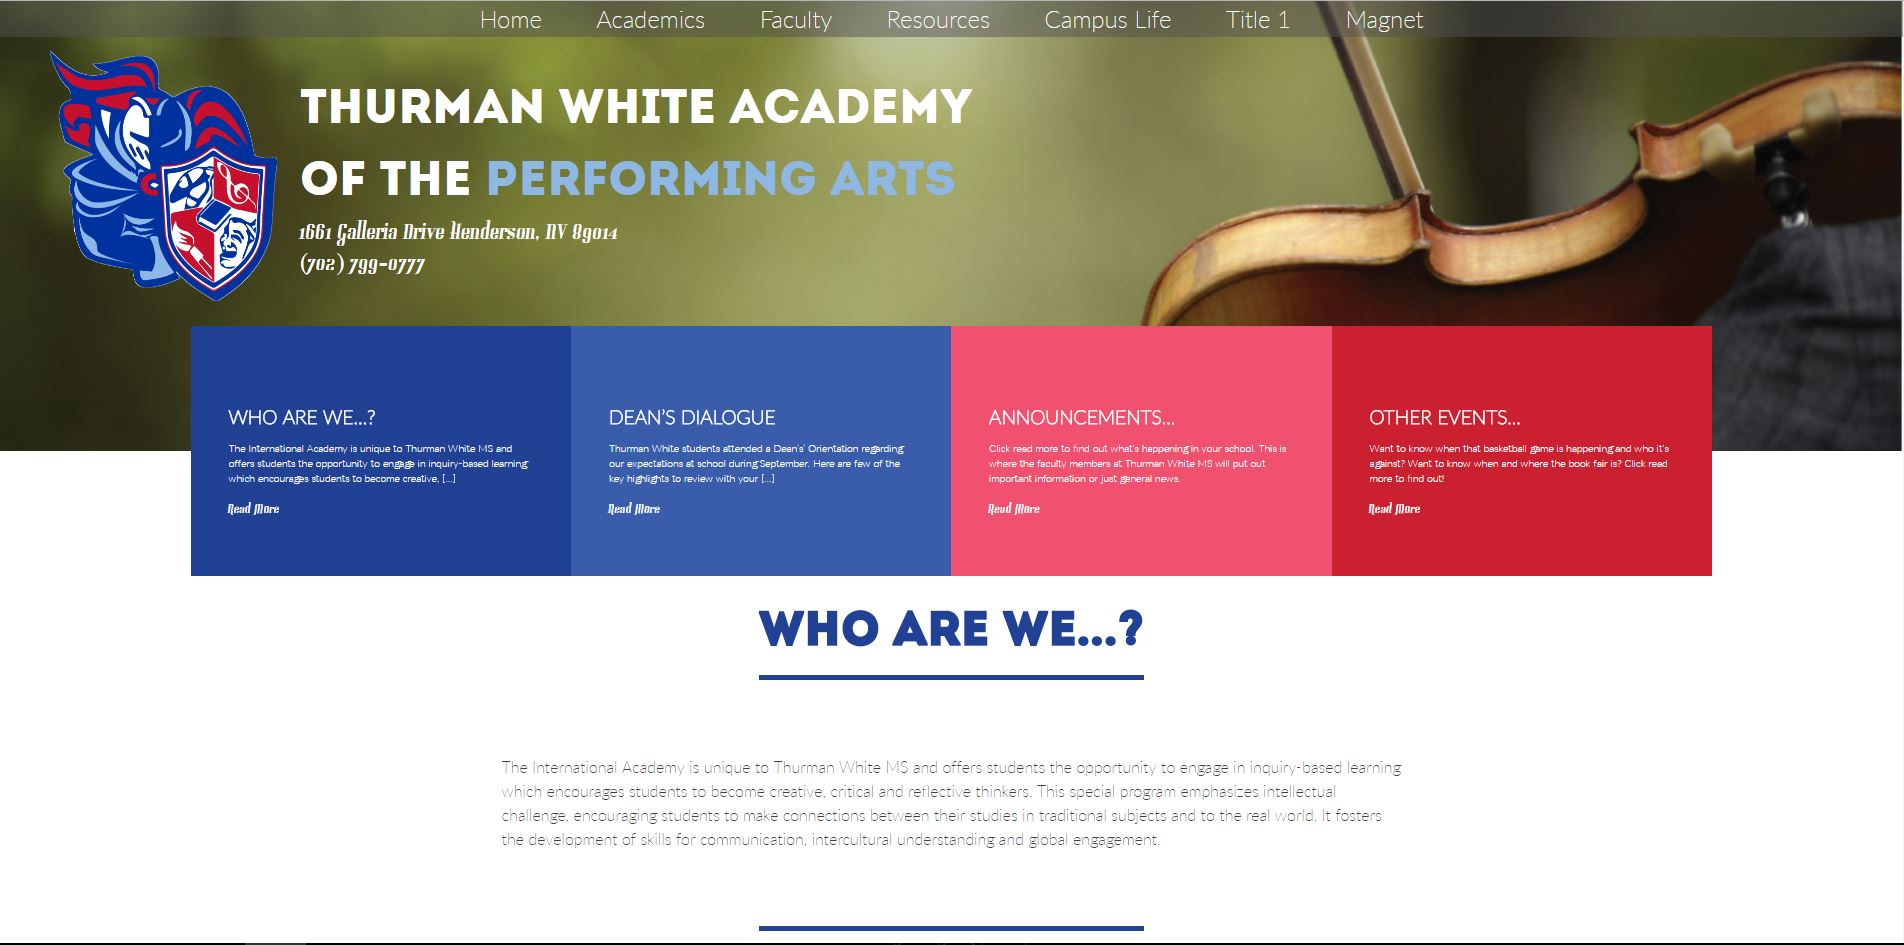 Home Academics Faculty Resources Campus Life Title 1 Magnet
THURMAN WHITE ACADEMY
OF THE PERFORMING ARTS
1661 Galleria Drive Henderson, NV 89014
(702) 799-0777
WHO ARE WE...?
The International Academy is unique to Thurman White MS and
offers students the opportunity to engage in inquiry-based learning
which encourages students to become creative, [...]
Read More
DEAN'S DIALOGUE
Thurman White students attended a Dean's' Orientation regarding
our expectations at school during September. Here are few of the
key highlights to review with your [...]
Read More
ANNOUNCEMENTS...
Click read more to find out what's happening in your school. This is
where the faculty members at Thurman White MS will put out
important information or just general news.
Read More
OTHER EVENTS...
Want to know when that basketball game is happening and who it's
against? Want to know when and where the book fair is? Click read
more to find out!
Read More
WHO ARE WE...?
The International Academy is unique to Thurman White MS and offers students the opportunity to engage in inquiry-based learning
which encourages students to become creative, critical and reflective thinkers. This special program emphasizes intellectual
challenge, encouraging students to make connections between their studies in traditional subjects and to the real world. It fosters
the development of skills for communication, intercultural understanding and global engagement.